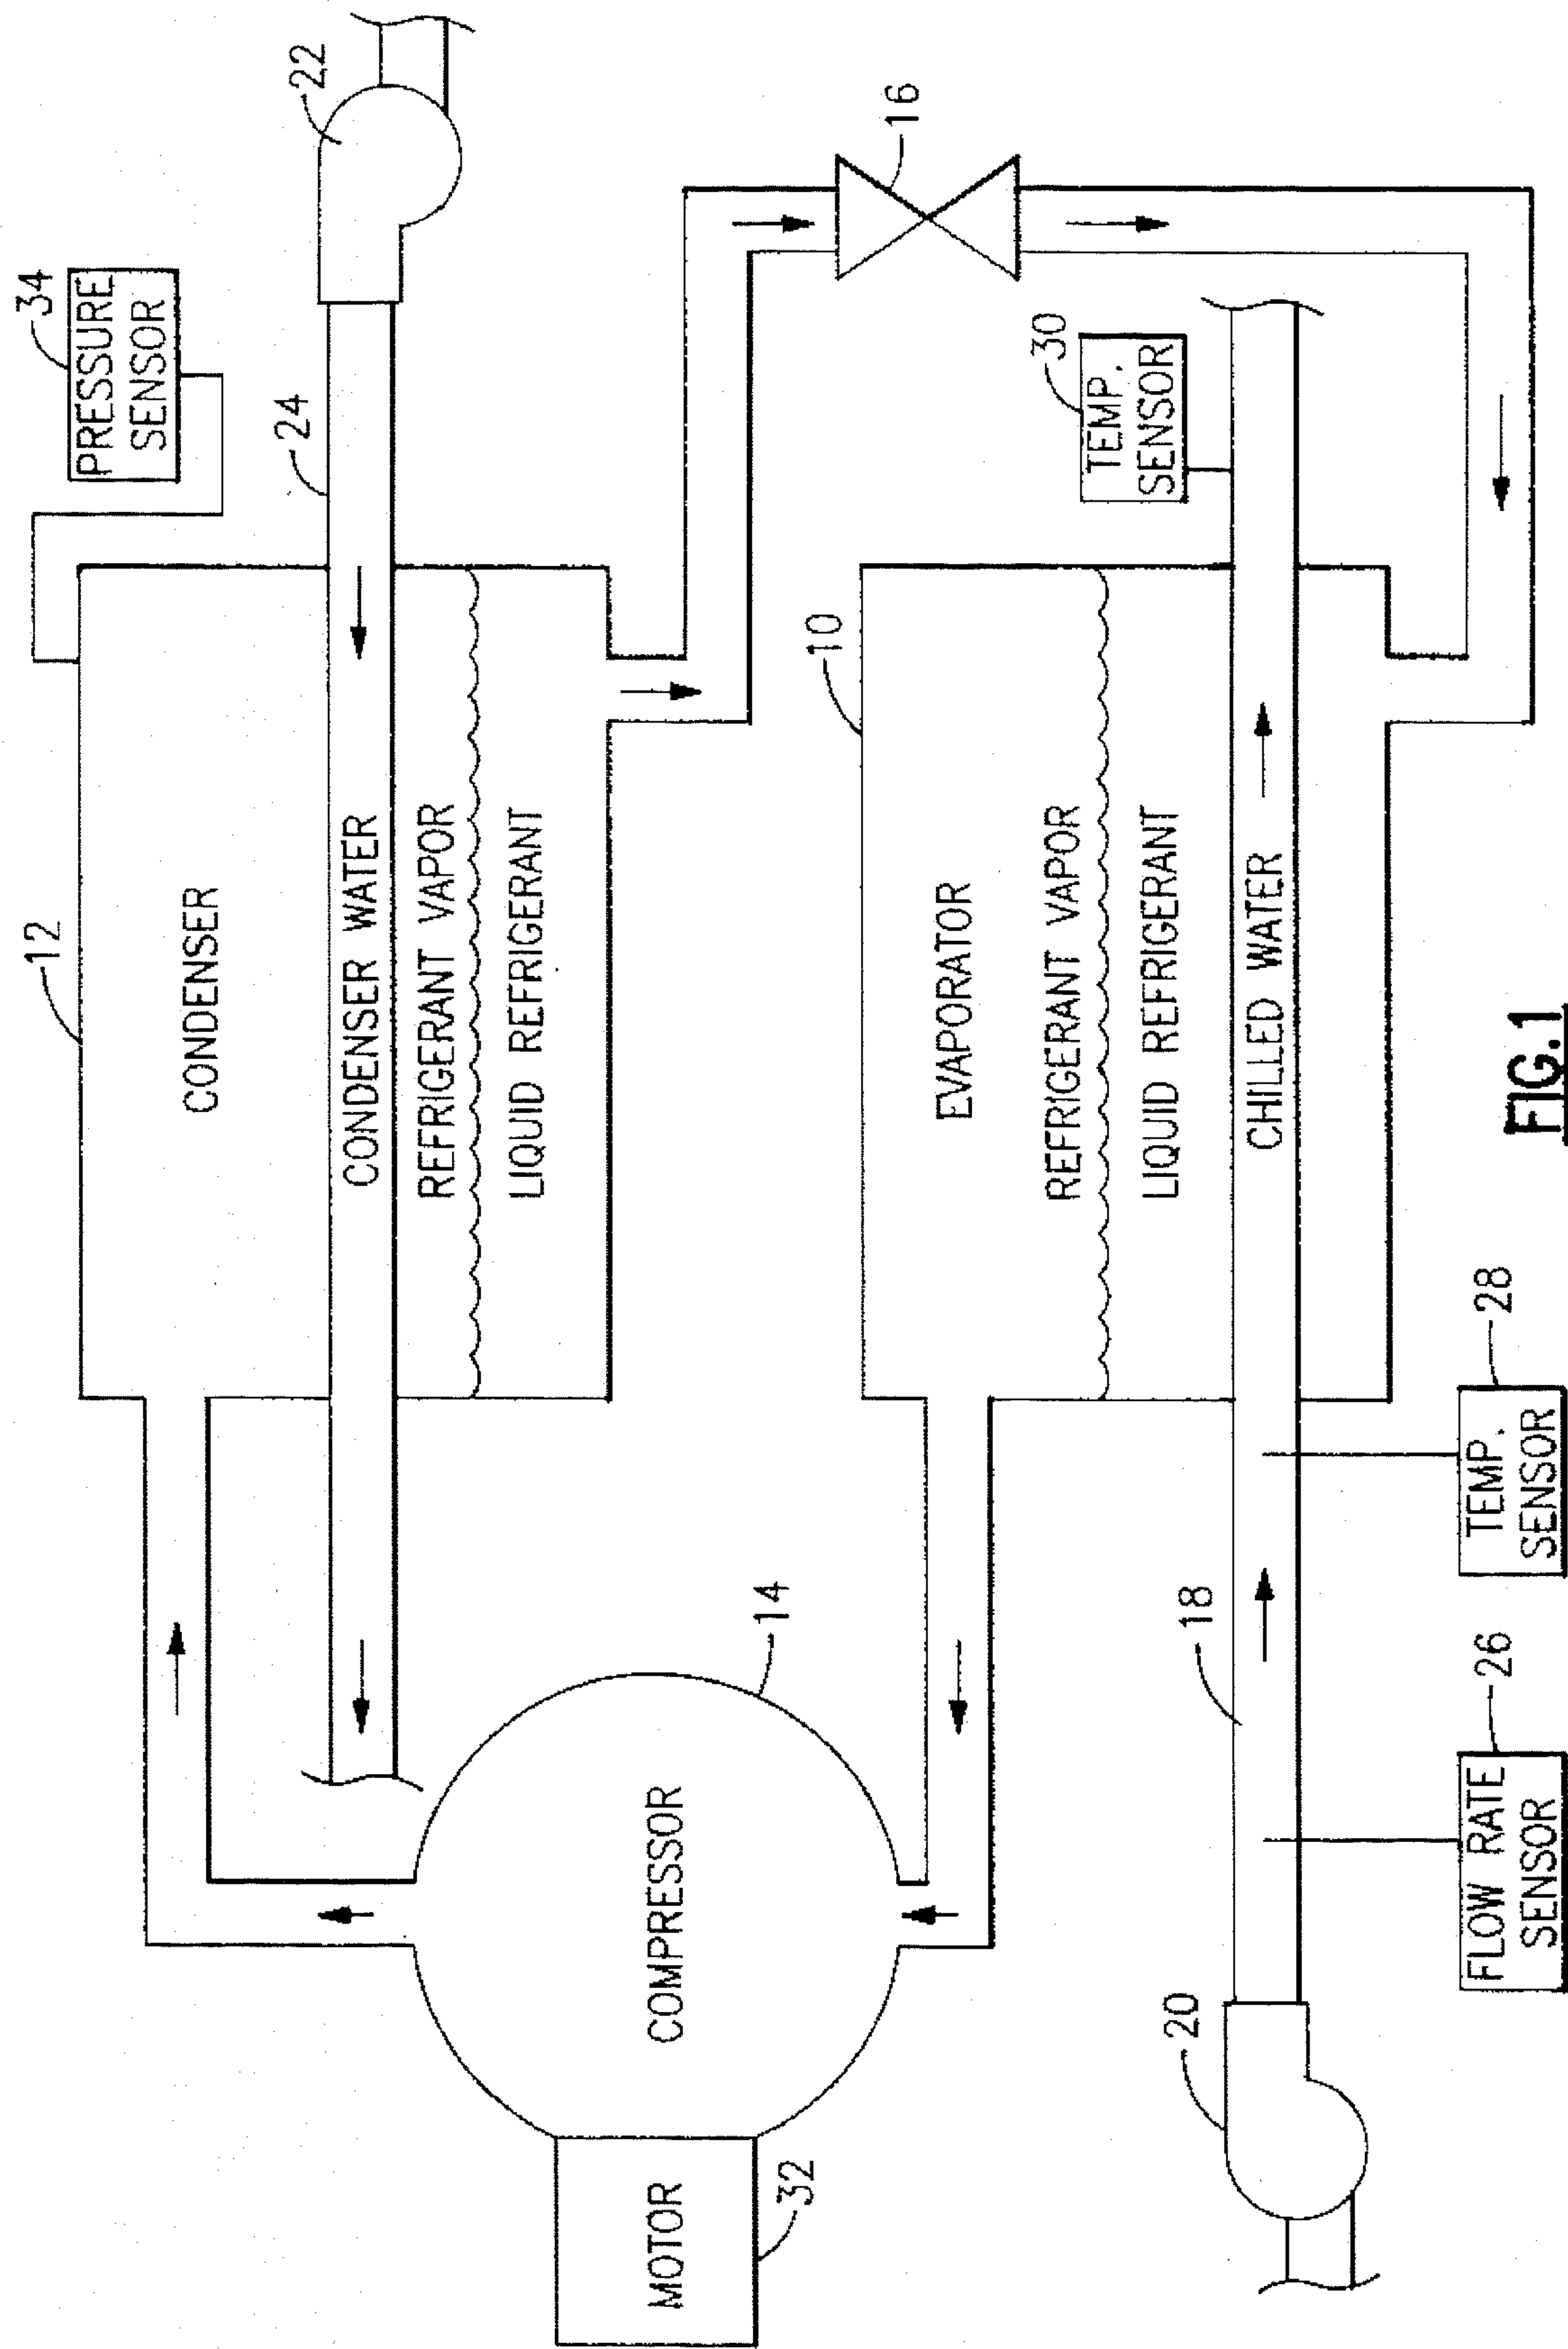 22
34
PRESSURE
SENSOR
24
12
CONDENSER
CONDENSER WATER
REFRIGERANT VAPOR
LIQUID REFRIGERANT
16
14
COMPRESSOR
MOTOR
32
10
EVAPORATOR
REFRIGERANT VAPOR
LIQUID REFRIGERANT
CHILLED WATER
30
TEMP.
SENSOR
18
20
FLOW RATE
SENSOR
26
TEMP.
SENSOR
28
FIG.1